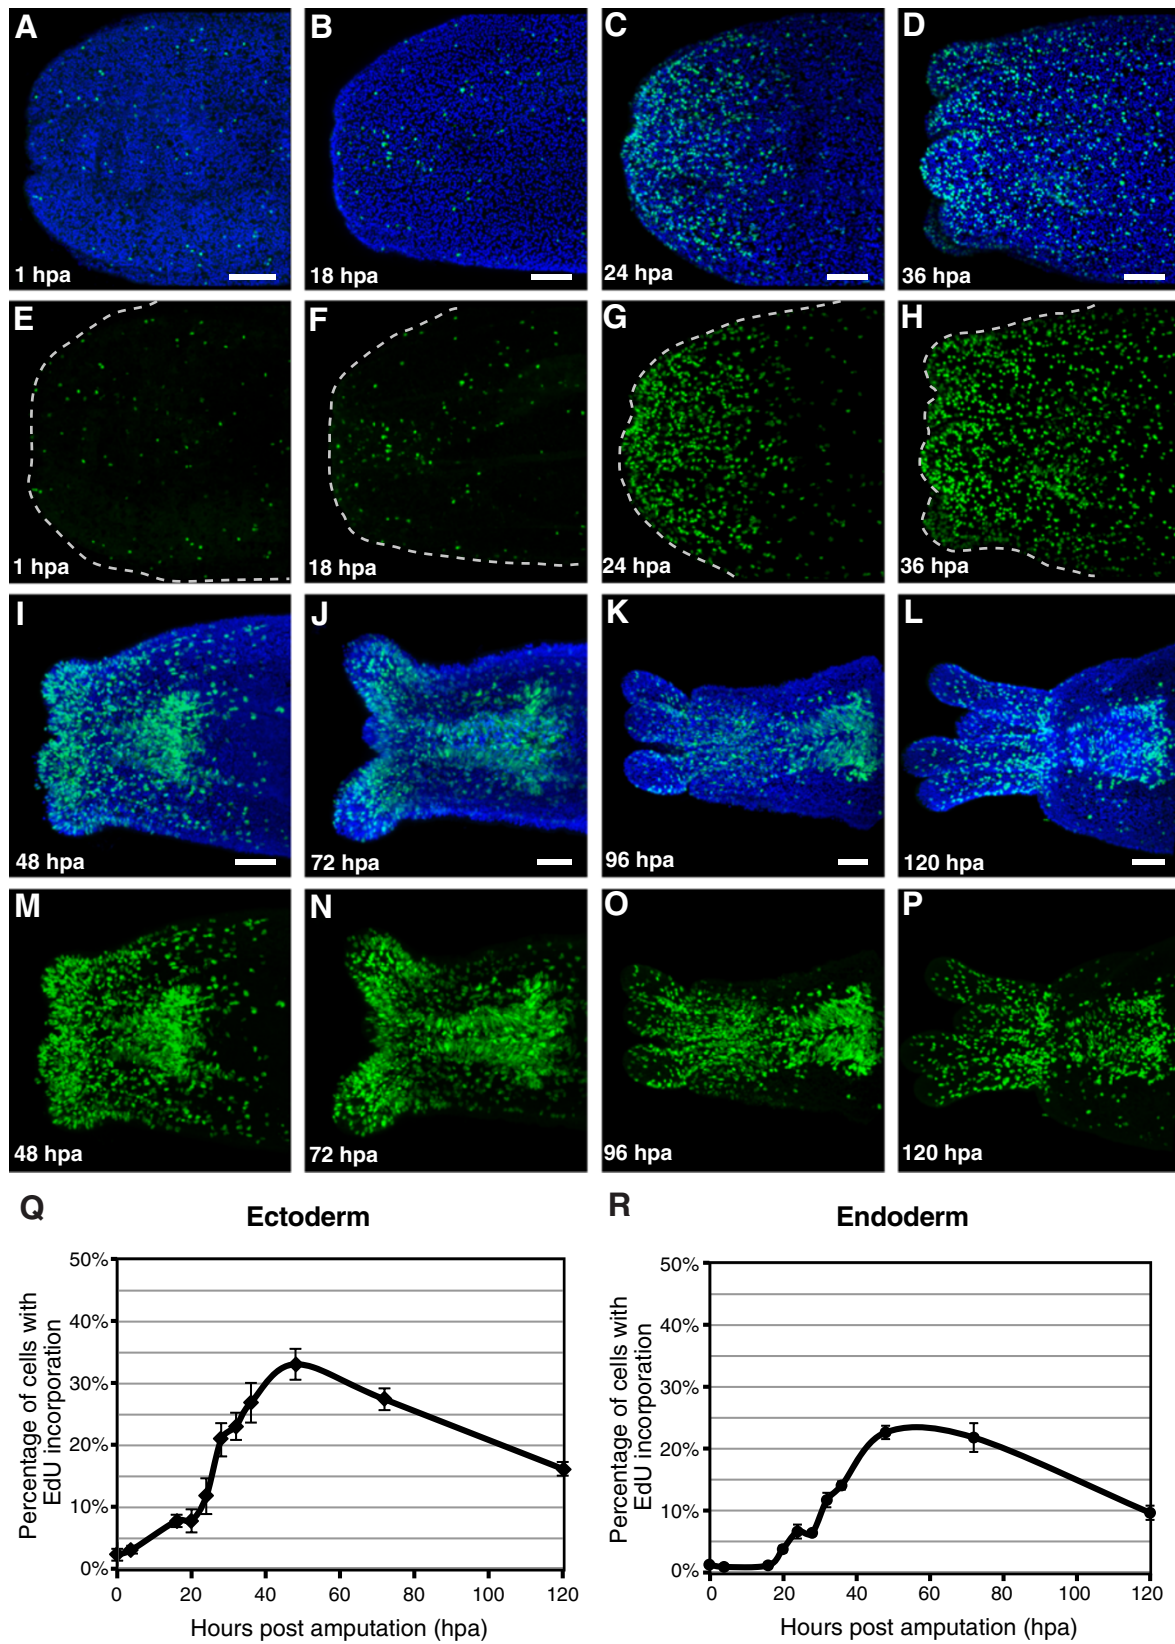 A B C D
1 hpa 18 hpa 24 hpa 36 hpa
E F G H
1 hpa 18 hpa 24 hpa 36 hpa
I J K L
48 hpa 72 hpa 96 hpa 120 hpa
M N O P
48 hpa 72 hpa 96 hpa 120 hpa
Q
Ectoderm
Percentage of cells with
EdU incorporation
50%
40%
30%
20%
10%
0%
0 20 40 60 80 100 120
Hours post amputation (hpa)
R
Endoderm
Percentage of cells with
EdU incorporation
50%
40%
30%
20%
10%
0%
0 20 40 60 80 100 120
Hours post amputation (hpa)